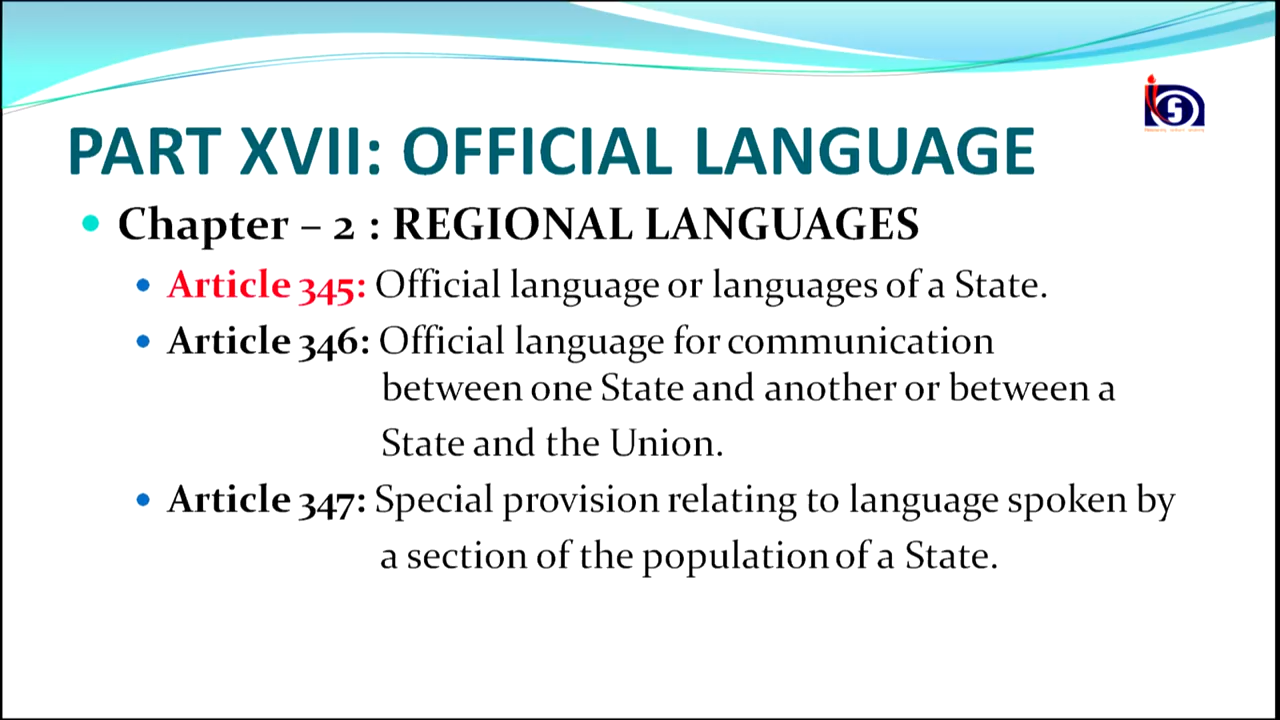 PART XVII: OFFICIAL LANGUAGE
• Chapter – 2 : REGIONAL LANGUAGES
• Article 345: Official language or languages of a State.
• Article 346: Official language for communication
between one State and another or between a
State and the Union.
• Article 347: Special provision relating to language spoken by
a section of the population of a State.